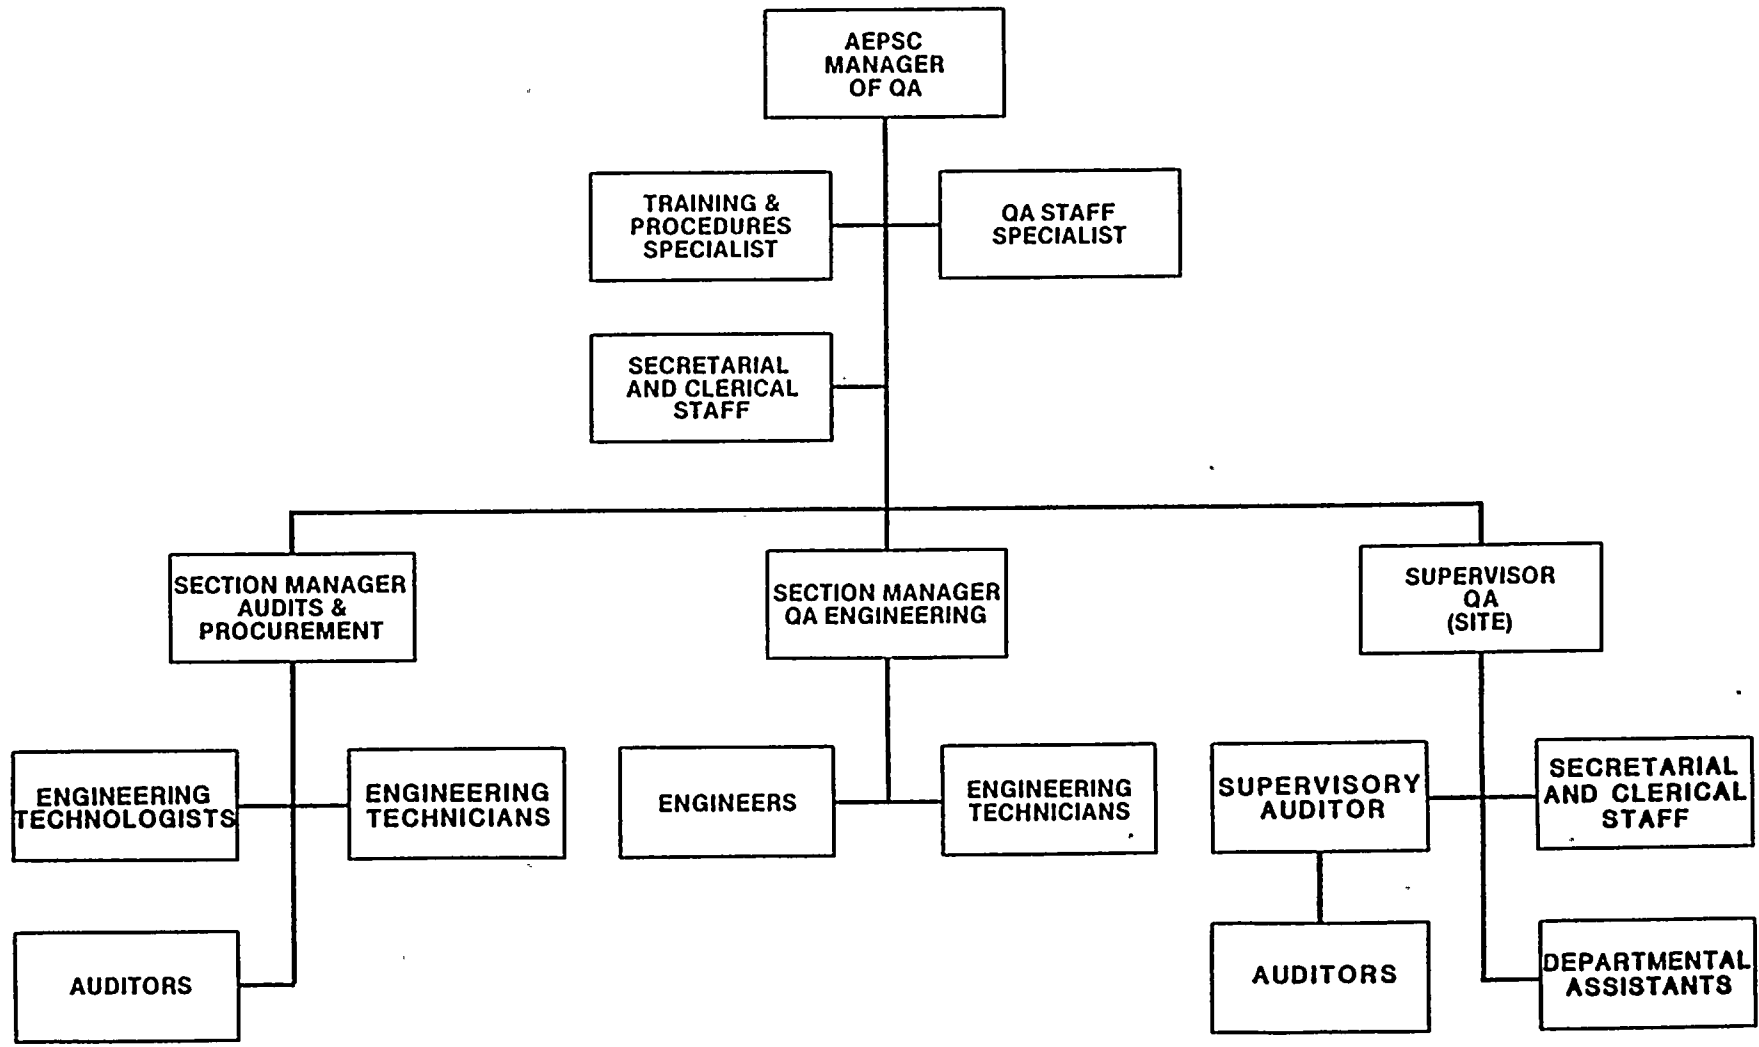 AEPSC
MANAGER
OF QA
TRAINING &
PROCEDURES
SPECIALIST
QA STAFF
SPECIALIST
SECRETARIAL
AND CLERICAL
STAFF
SECTION MANAGER
AUDITS &
PROCUREMENT
SECTION MANAGER
QA ENGINEERING
SUPERVISOR
QA
(SITE)
ENGINEERING
TECHNOLOGISTS
ENGINEERING
TECHNICIANS
ENGINEERS
ENGINEERING
TECHNICIANS
SUPERVISORY
AUDITOR
SECRETARIAL
AND CLERICAL
STAFF
AUDITORS
AUDITORS
DEPARTMENTAL
ASSISTANTS